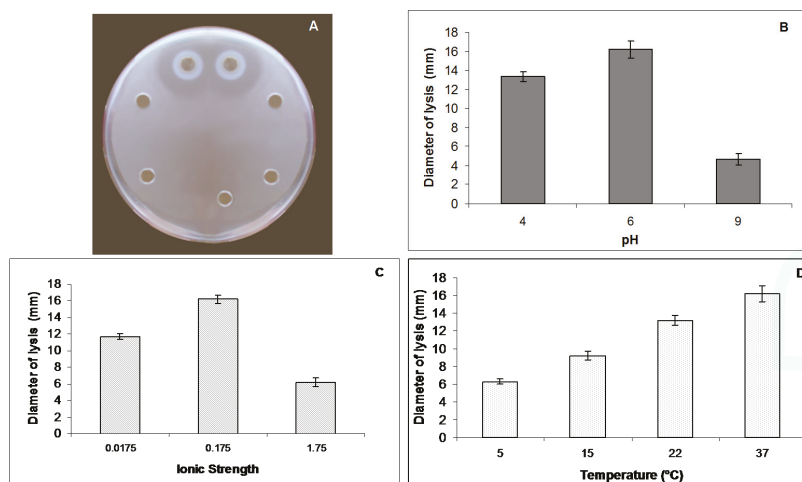 A
B
Diameter of lysis (mm)
18
16
14
12
10
8
6
4
2
0
4 6 9
pH
C
Diameter of lysis (mm)
18
16
14
12
10
8
6
4
2
0
0.0175 0.175 1.75
Ionic Strength
D
Diameter of lysis (mm)
18
16
14
12
10
8
6
4
2
0
5 15 22 37
Temperature (°C)